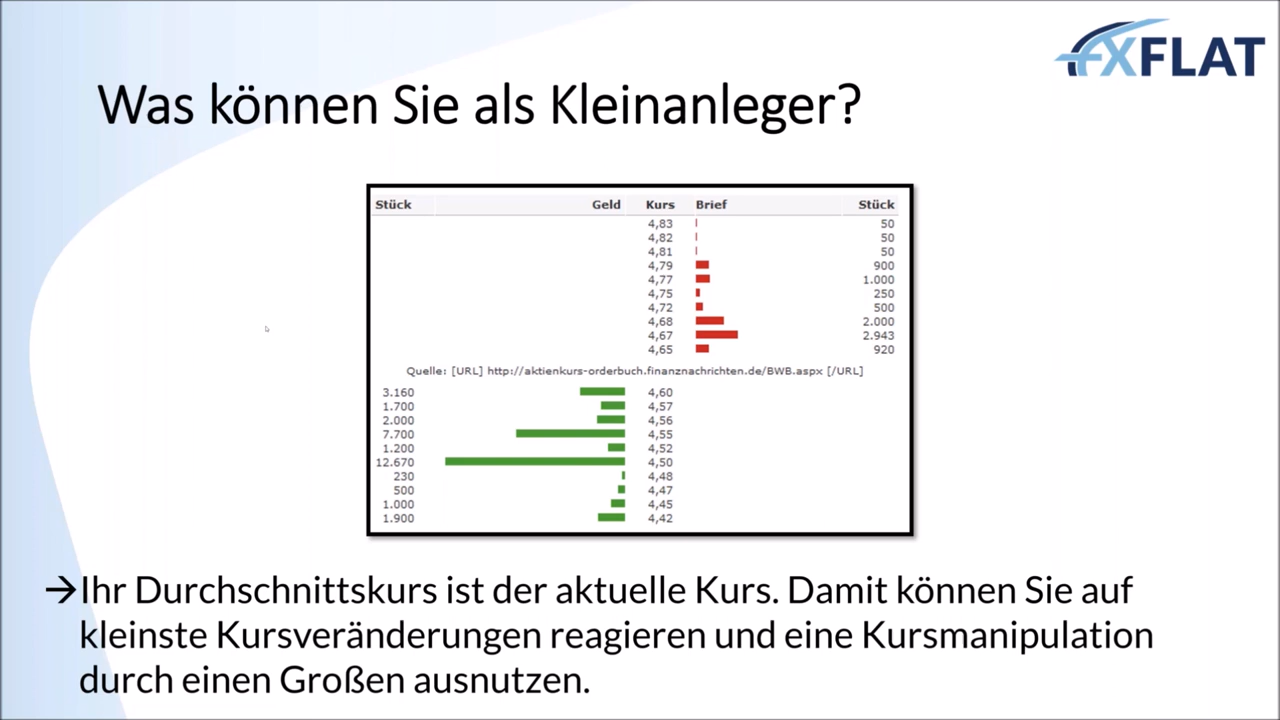 FXFLAT
Was können Sie als Kleinanleger?
Stück Geld Kurs Brief Stück
4,83 50
4,82 50
4,81 50
4,79 900
4,77 1.000
4,75 250
4,72 500
4,68 2.000
4,67 2.943
4,65 920
Quelle: [URL] http://aktienkurs-orderbuch.finanznachrichten.de/BWB.aspx [/URL]
3.160 4,60
1.700 4,57
2.000 4,56
7.700 4,55
1.200 4,52
12.670 4,50
230 4,48
500 4,47
1.000 4,45
1.900 4,42
→Ihr Durchschnittskurs ist der aktuelle Kurs. Damit können Sie auf
kleinste Kursveränderungen reagieren und eine Kursmanipulation
durch einen Großen ausnutzen.